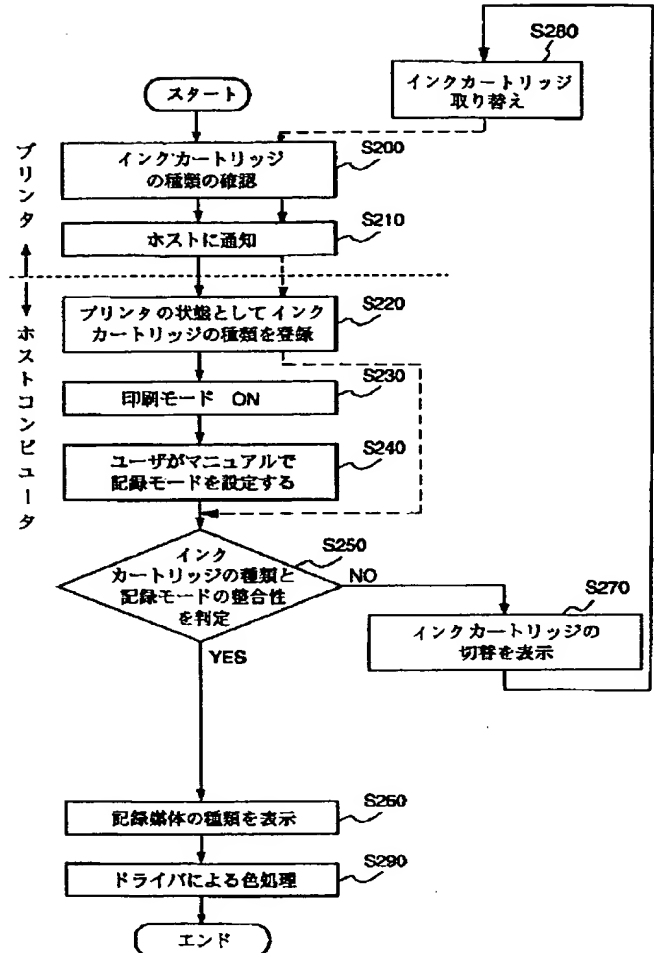 S280
インクカートリッジ
取り替え
スタート
プリンタ
S200
インクカートリッジ
の種類の確認
S210
ホストに通知
ホストコンピュータ
S220
プリンタの状態としてインク
カートリッジの種類を登録
S230
印刷モード ON
S240
ユーザがマニュアルで
記録モードを設定する
S250
インク
カートリッジの種類と
記録モードの整合性
を判定
NO
YES
S270
インクカートリッジの
切替を表示
S260
記録媒体の種類を表示
S290
ドライバによる色処理
エンド